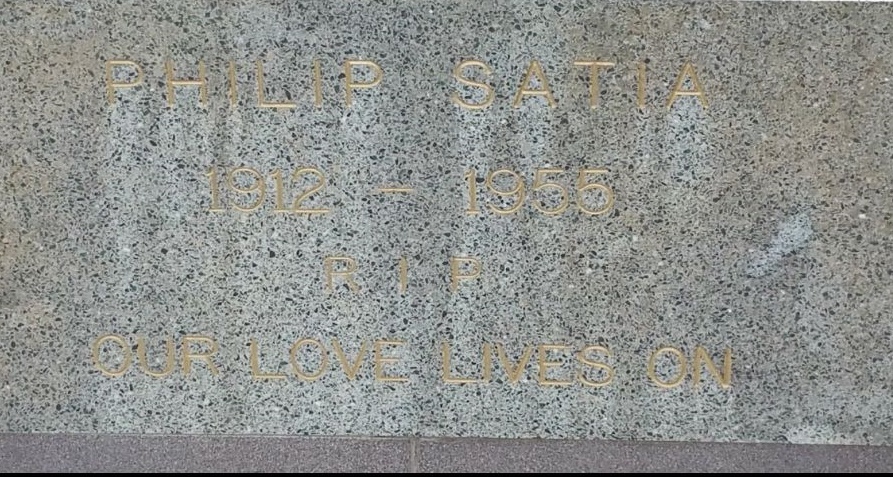 PHILIP SATIA
1912 - 1955
R I P
OUR LOVE LIVES ON